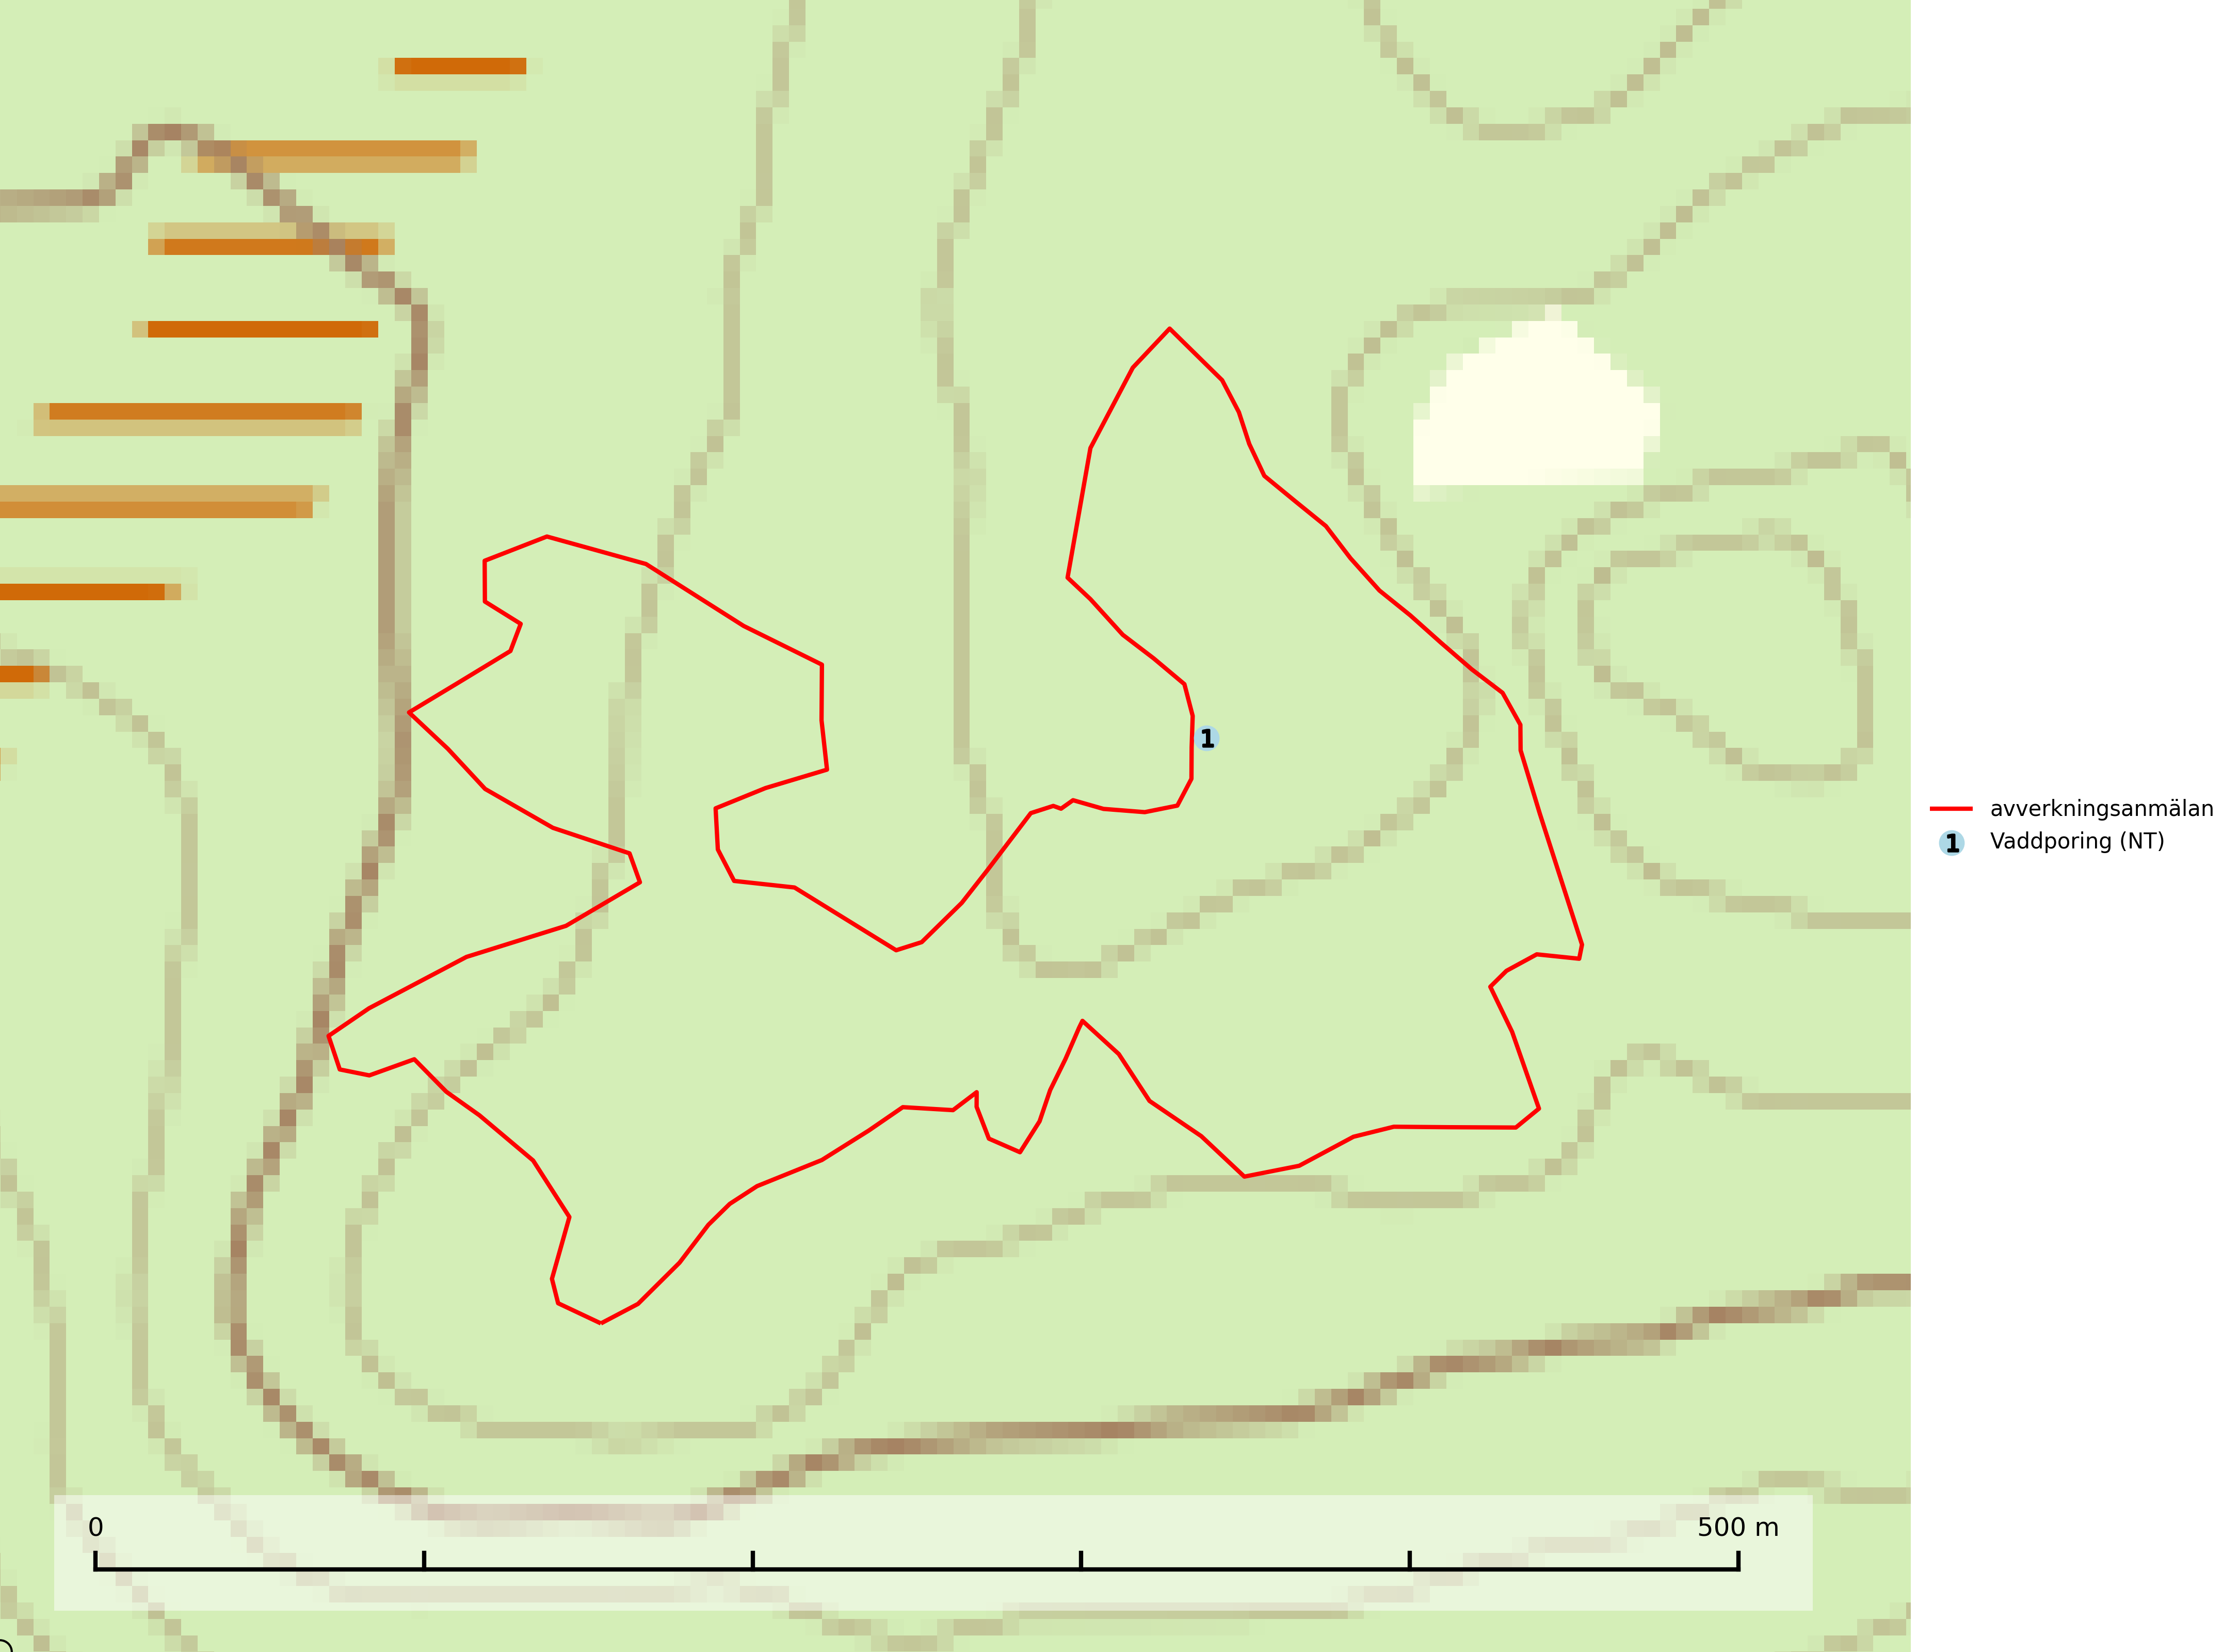 1
avverkningsanmälan
1 Vaddporing (NT)
0 500 m